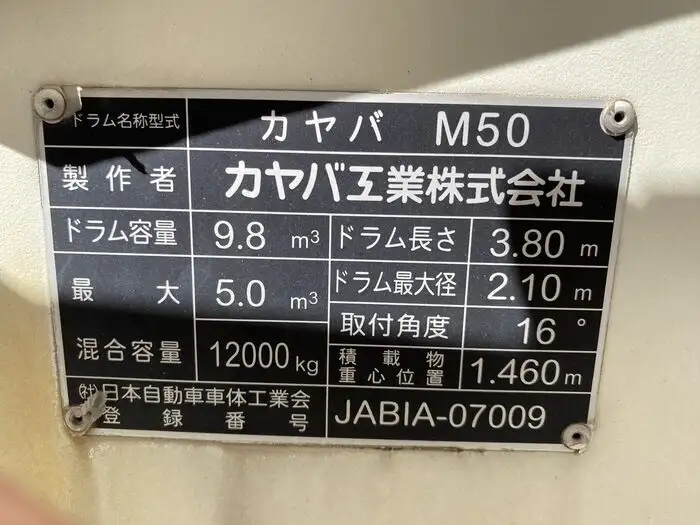 ドラム名称型式 カヤバ M50
製作者 カヤバ工業株式会社
ドラム容量 9.8 m³ ドラム長さ 3.80 m
最大 5.0 m³ ドラム最大径 2.10 m
取付角度 16°
混合容量 12000kg 積載物
重心位置 1.460m
(社)日本自動車車体工業会
登録番号 JABIA-07009